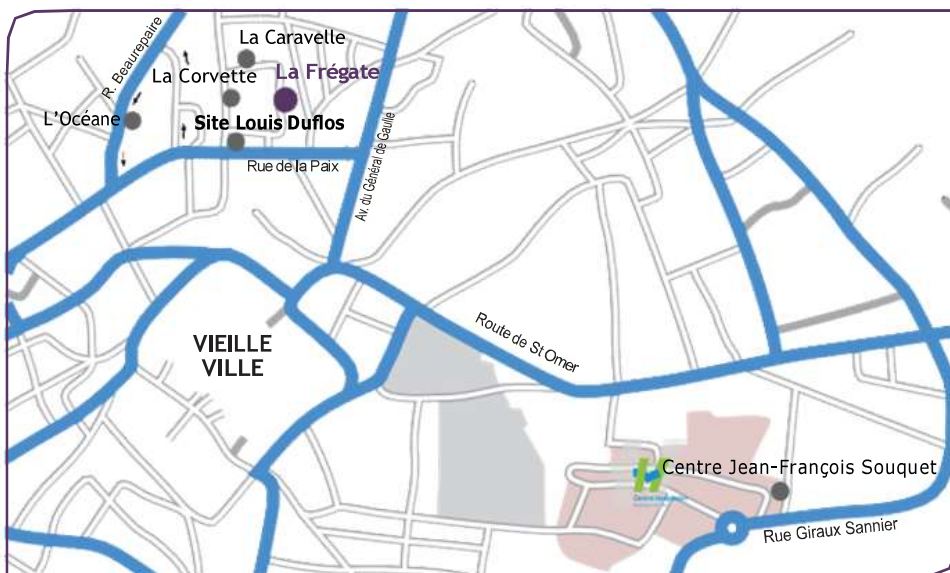 La Caravelle
R. Beaurepaire
La Corvette
La Frégate
L'Océane
Site Louis Duflos
Rue de la Paix
Av. du Général de Gaulle
VIEILLE
VILLE
Route de St Omer
Centre Jean-François Souquet
Rue Giraux Sannier